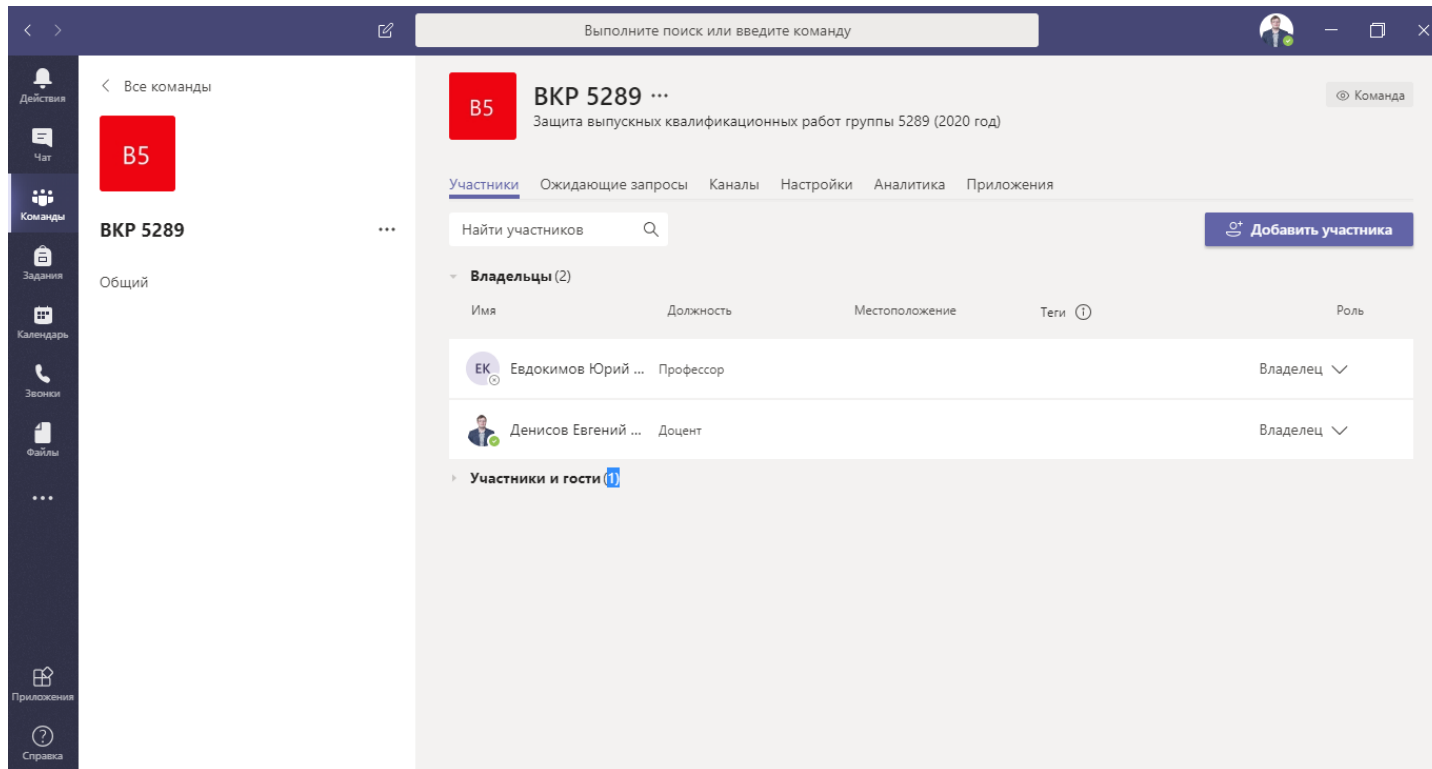 Выполните поиск или введите команду
Действия
Чат
Команды
Задания
Календарь
Звонки
Файлы
Приложения
Справка
Все команды
B5
ВКР 5289
Общий
B5
ВКР 5289
Защита выпускных квалификационных работ группы 5289 (2020 год)
Команда
Участники Ожидающие запросы Каналы Настройки Аналитика Приложения
Найти участников
Добавить участника
Владельцы (2)
Имя Должность Местоположение Теги Роль
ЕК Евдокимов Юрий ... Профессор Владелец
Денисов Евгений ... Доцент Владелец
Участники и гости (1)